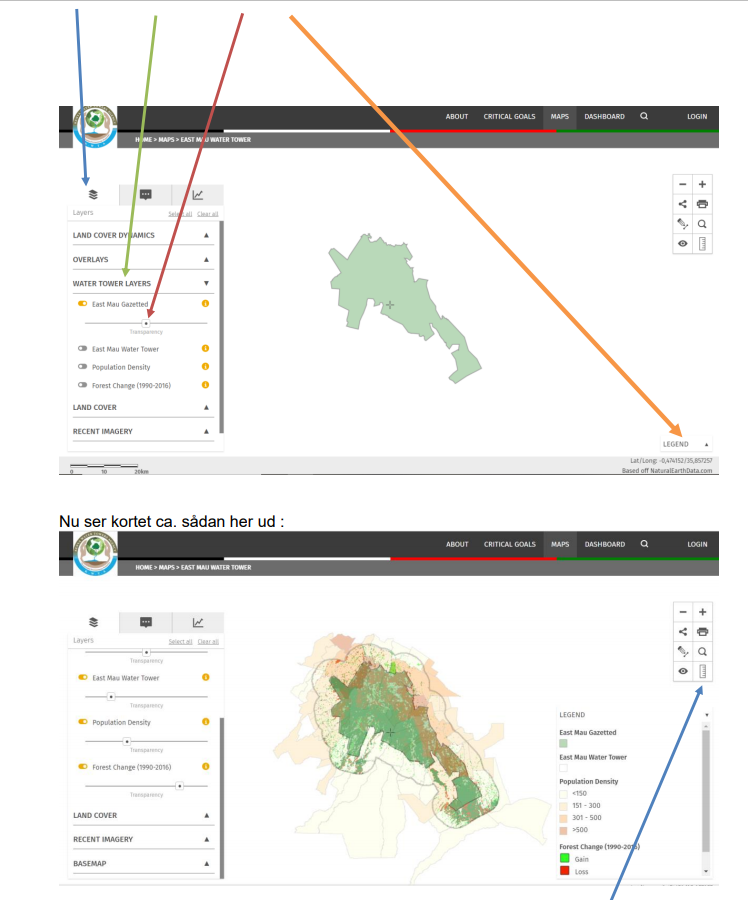 ABOUT CRITICAL GOALS MAPS DASHBOARD LOGIN
HOME > MAPS > EAST MAU WATER TOWER
Layers Select all Clear all
LAND COVER DYNAMICS
OVERLAYS
WATER TOWER LAYERS
East Mau Gazetted
Transparency
East Mau Water Tower
Population Density
Forest Change (1990-2016)
LAND COVER
RECENT IMAGERY
LEGEND
Lat/Long: -0,474152/35,857257
0 10 20km
Based off NaturalEarthData.com
Nu ser kortet ca. sådan her ud :
ABOUT CRITICAL GOALS MAPS DASHBOARD LOGIN
HOME > MAPS > EAST MAU WATER TOWER
Layers Select all Clear all
Transparency
East Mau Water Tower
Transparency
Population Density
Transparency
Forest Change (1990-2016)
Transparency
LAND COVER
RECENT IMAGERY
BASEMAP
LEGEND
East Mau Gazetted
East Mau Water Tower
Population Density
<150
151 - 300
301 - 500
>500
Forest Change (1990-2016)
Gain
Loss